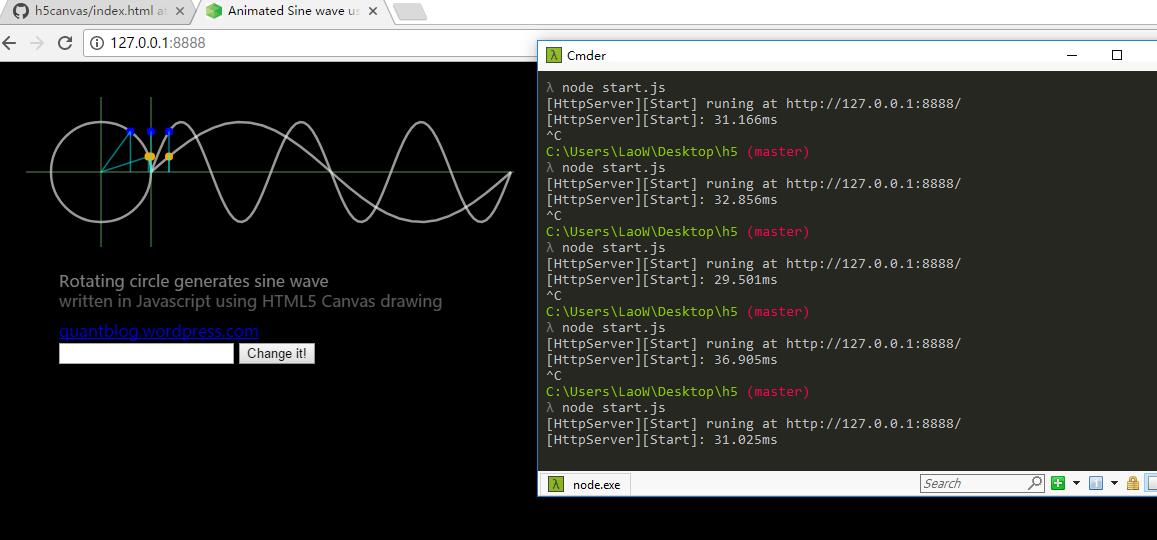 h5canvas/index.html at
Animated Sine wave us
127.0.0.1:8888
Rotating circle generates sine wave
written in Javascript using HTML5 Canvas drawing
quantblog.wordpress.com
Change it!
Cmder
λ node start.js
[HttpServer][Start] runing at http://127.0.0.1:8888/
[HttpServer][Start]: 31.166ms
^C
C:\Users\LaoW\Desktop\h5 (master)
λ node start.js
[HttpServer][Start] runing at http://127.0.0.1:8888/
[HttpServer][Start]: 32.856ms
^C
C:\Users\LaoW\Desktop\h5 (master)
λ node start.js
[HttpServer][Start] runing at http://127.0.0.1:8888/
[HttpServer][Start]: 29.501ms
^C
C:\Users\LaoW\Desktop\h5 (master)
λ node start.js
[HttpServer][Start] runing at http://127.0.0.1:8888/
[HttpServer][Start]: 36.905ms
^C
C:\Users\LaoW\Desktop\h5 (master)
λ node start.js
[HttpServer][Start] runing at http://127.0.0.1:8888/
[HttpServer][Start]: 31.025ms
λ node.exe
Search